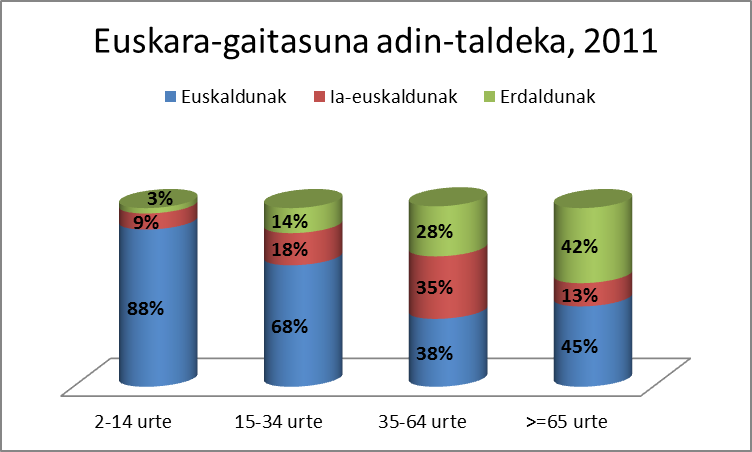 Euskara-gaitasuna adin-taldeka, 2011
Euskaldunak Ia-euskaldunak Erdaldunak
3% 14% 28% 42%
9% 18% 35% 13%
88% 68% 38% 45%
2-14 urte 15-34 urte 35-64 urte >=65 urte